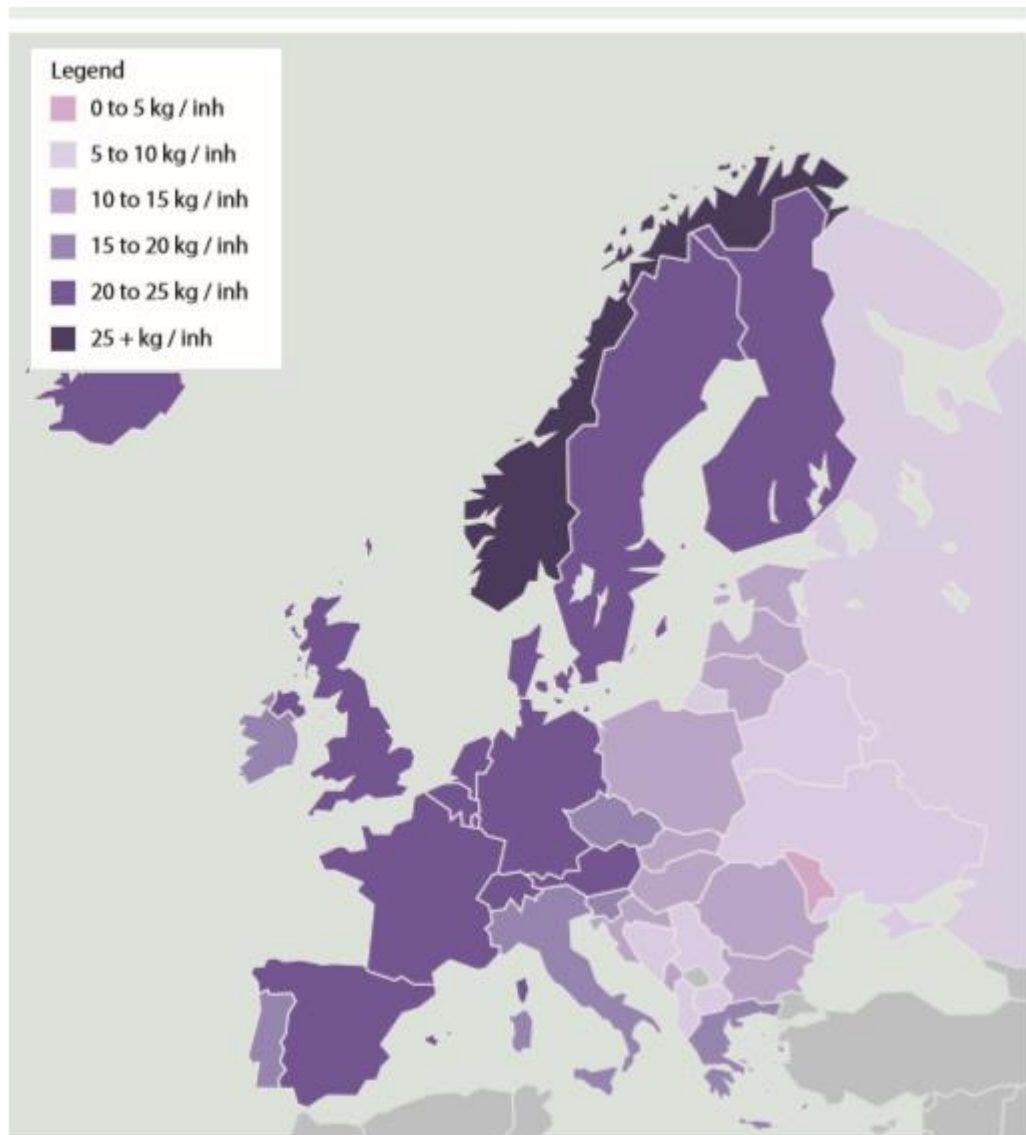 Legend
0 to 5 kg / inh
5 to 10 kg / inh
10 to 15 kg / inh
15 to 20 kg / inh
20 to 25 kg / inh
25 + kg / inh